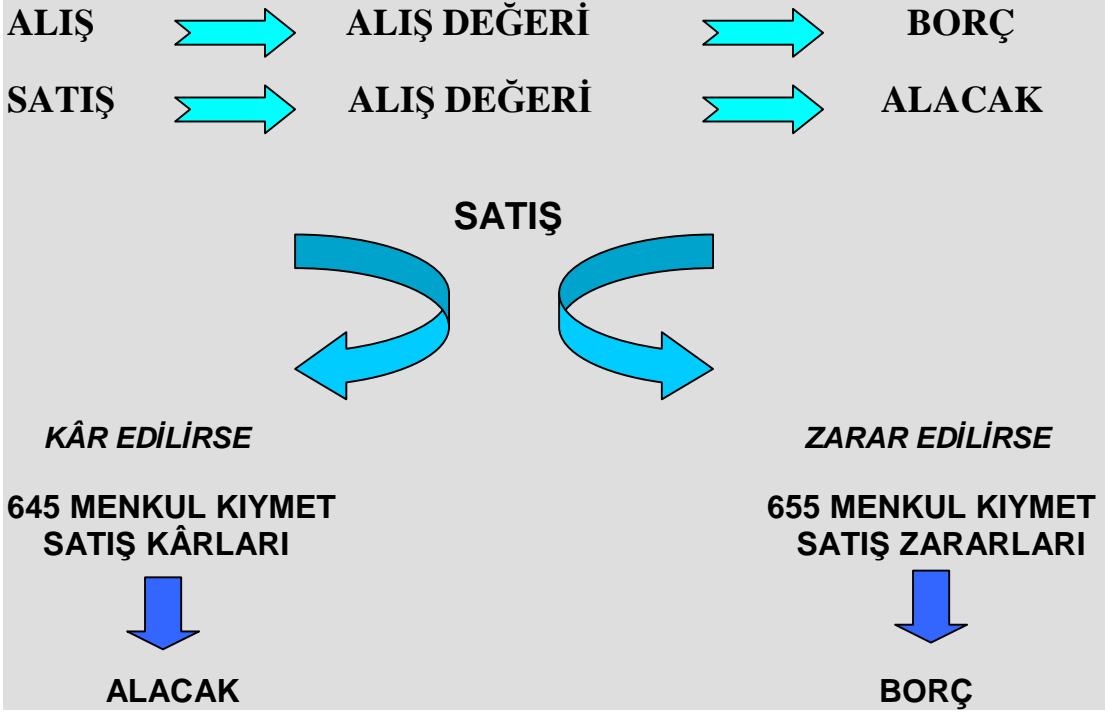 ALIŞ ALIŞ DEĞERİ BORÇ
SATIŞ ALIŞ DEĞERİ ALACAK
SATIŞ
KÂR EDİLİRSE ZARAR EDİLİRSE
645 MENKUL KIYMET 655 MENKUL KIYMET
SATIŞ KÂRLARI SATIŞ ZARARLARI
ALACAK BORÇ